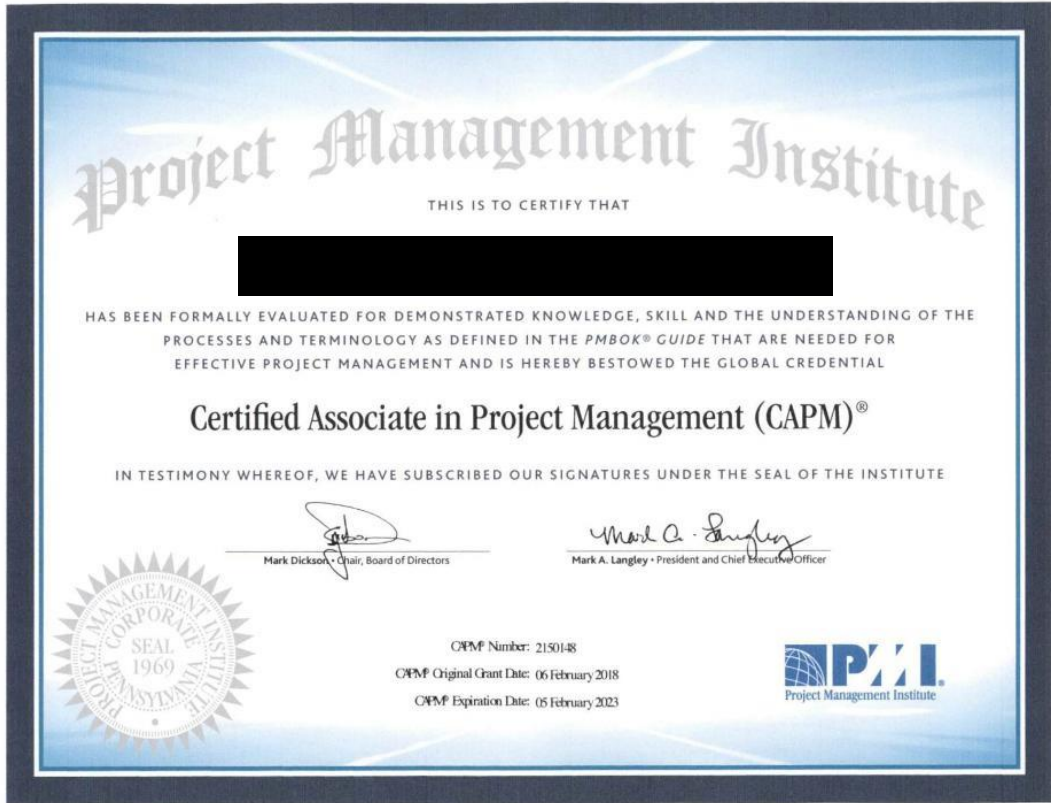 Project Management Institute
THIS IS TO CERTIFY THAT
HAS BEEN FORMALLY EVALUATED FOR DEMONSTRATED KNOWLEDGE, SKILL AND THE UNDERSTANDING OF THE
PROCESSES AND TERMINOLOGY AS DEFINED IN THE PMBOK® GUIDE THAT ARE NEEDED FOR
EFFECTIVE PROJECT MANAGEMENT AND IS HEREBY BESTOWED THE GLOBAL CREDENTIAL
Certified Associate in Project Management (CAPM)®
IN TESTIMONY WHEREOF, WE HAVE SUBSCRIBED OUR SIGNATURES UNDER THE SEAL OF THE INSTITUTE
Mark A. Langley
Mark Dickson • Chair, Board of Directors
Mark A. Langley • President and Chief Executive Officer
PROJECT MANAGEMENT INSTITUTE
CORPORATE
SEAL
1969
PENNSYLVANIA
CAPM® Number: 2150148
CAPM® Original Grant Date: 06 February 2018
CAPM® Expiration Date: 05 February 2023
PMI®
Project Management Institute